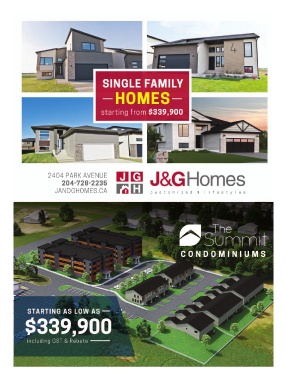 SINGLE FAMILY
HOMES
starting from $339,900
2404 PARK AVENUE
204-728-2235
JANDGHOMES.CA
J G
H
J&G Homes
customized lifestyles
The
Summit
CONDOMINIUMS
STARTING AS LOW AS
$339,900
including GST & Rebate